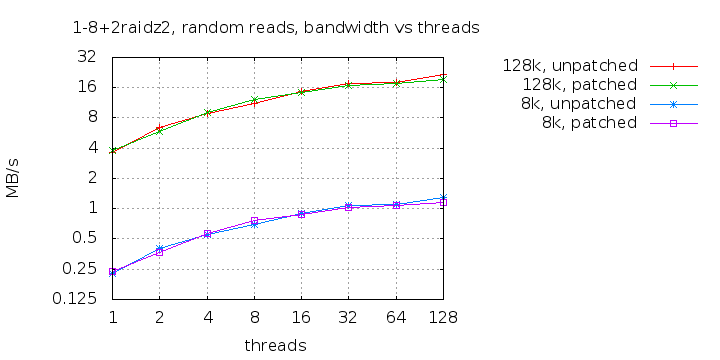 1-8+2raidz2, random reads, bandwidth vs threads
32
16
8
4
2
1
0.5
0.25
0.125
MB/s
1 2 4 8 16 32 64 128
threads
128k, unpatched
128k, patched
8k, unpatched
8k, patched